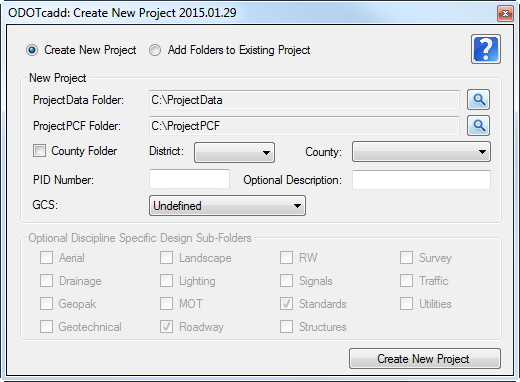 ODOTcadd: Create New Project 2015.01.29
Create New Project Add Folders to Existing Project ?
New Project
ProjectData Folder: C:\ProjectData
ProjectPCF Folder: C:\ProjectPCF
County Folder District: County:
PID Number: Optional Description:
GCS: Undefined
Optional Discipline Specific Design Sub-Folders
Aerial Landscape RW Survey
Drainage Lighting Signals Traffic
Geopak MOT Standards Utilities
Geotechnical Roadway Structures
Create New Project